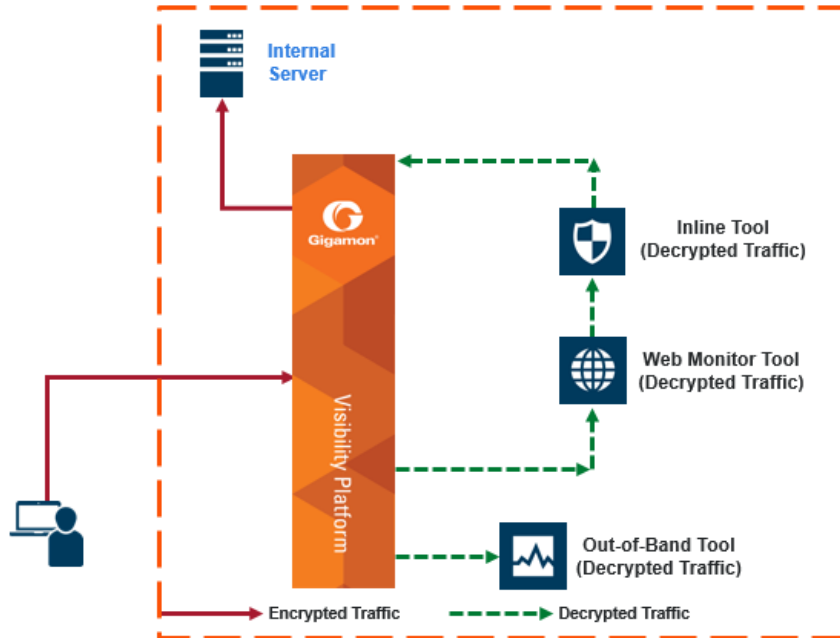 Internal
Server
Gigamon®
Inline Tool
(Decrypted Traffic)
Web Monitor Tool
(Decrypted Traffic)
Visibility Platform
Out-of-Band Tool
(Decrypted Traffic)
Encrypted Traffic
Decrypted Traffic